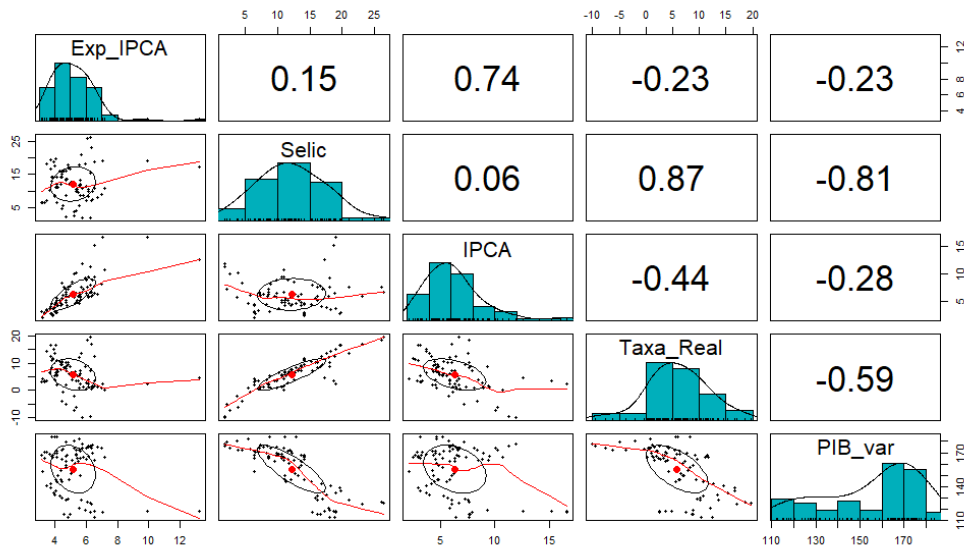 5 10 15 20 25 -10 -5 0 5 10 15 20
Exp_IPCA
0.15 0.74 -0.23 -0.23
4 6 8 10 12
5 15 25
Selic
0.06 0.87 -0.81
IPCA
-0.44 -0.28
5 10 15
-10 0 10 20
Taxa_Real
-0.59
PIB_var
110 140 150 170
4 6 8 10 12 5 10 15 110 130 150 170